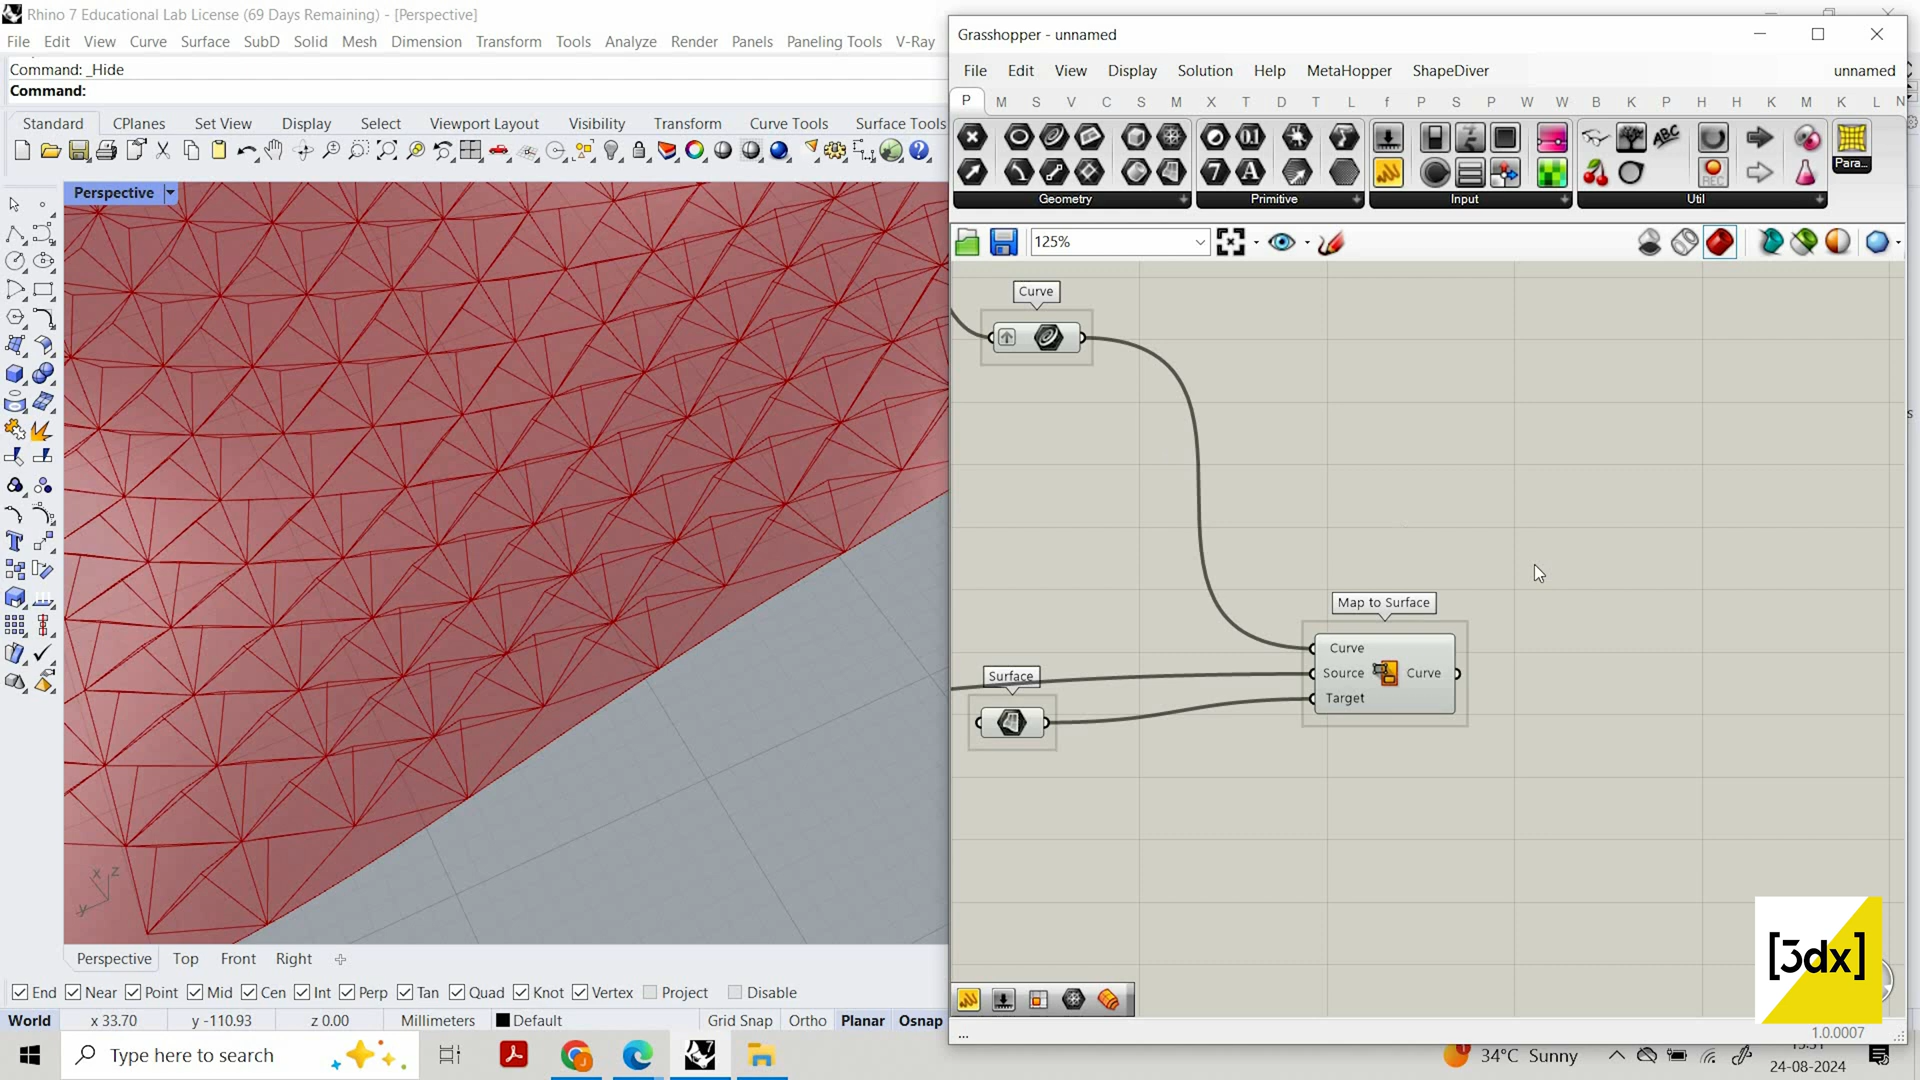 Rhino 7 Educational Lab License (69 Days Remaining) - [Perspective]
File Edit View Curve Surface SubD Solid Mesh Dimension Transform Tools Analyze Render Panels Paneling Tools V-Ray
Command: _Hide
Command:
Standard CPlanes Set View Display Select Viewport Layout Visibility Transform Curve Tools Surface Tools
Perspective
x z
y
Perspective Top Front Right
End Near Point Mid Cen Int Perp Tan Quad Knot Vertex Project Disable
World x 33.70 y -110.93 z 0.00 Millimeters Default Grid Snap Ortho Planar Osnap
Grasshopper - unnamed
File Edit View Display Solution Help MetaHopper ShapeDiver unnamed
P M S V C S M X T D T L f P S P W W B K P H H K M K L N
Geometry Primitive Input Util
Para...
125%
Curve
Map to Surface
Curve
Source Curve
Target
Surface
[3dx]
...
1.0.0007
Type here to search
34°C Sunny
24-08-2024